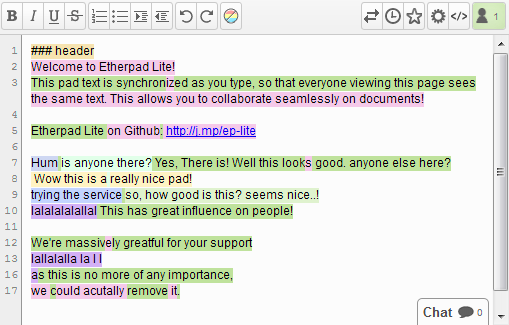 B I U S
</>
1
1 ### header
2 Welcome to Etherpad Lite!
3 This pad text is synchronized as you type, so that everyone viewing this page sees
the same text. This allows you to collaborate seamlessly on documents!
4
5 Etherpad Lite on Github: http://j.mp/ep-lite
6
7 Hum is anyone there? Yes, There is! Well this looks good. anyone else here?
8 Wow this is a really nice pad!
9 trying the service so, how good is this? seems nice..!
10 lalalalalallal This has great influence on people!
11
12 We're massively greatful for your support
13 lallalalla la l l
16 as this is no more of any importance,
17 we could acutally remove it.
Chat 0